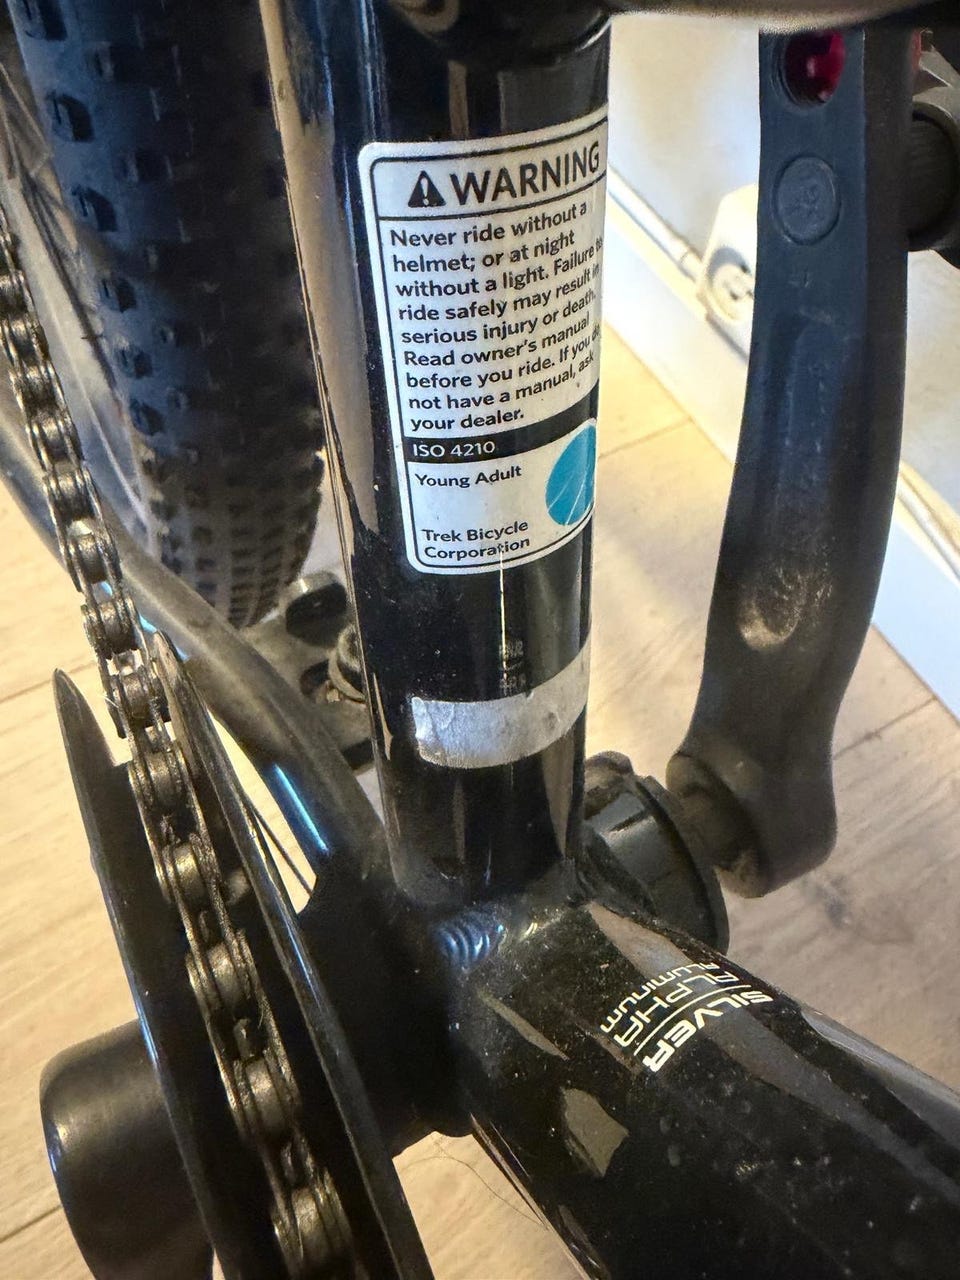 WARNING
Never ride without a
helmet; or at night
without a light. Failure to
ride safely may result in
serious injury or death.
Read owner's manual
before you ride. If you do
not have a manual, ask
your dealer.
ISO 4210
Young Adult
Trek Bicycle
Corporation
SILVER
ALPHA
ALUMINUM